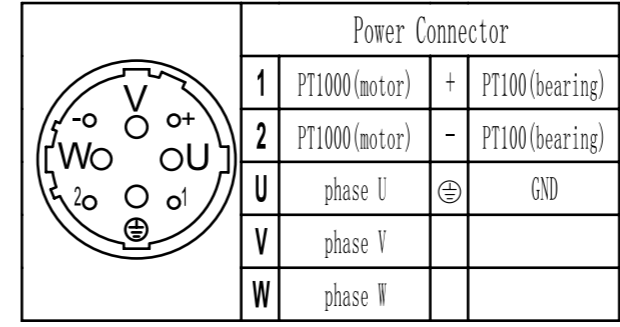 Power Connector
1 PT1000(motor) + PT100(bearing)
2 PT1000(motor) - PT100(bearing)
U phase U ⏚ GND
V phase V
W phase W
V
- +
W U
2 1
⏚